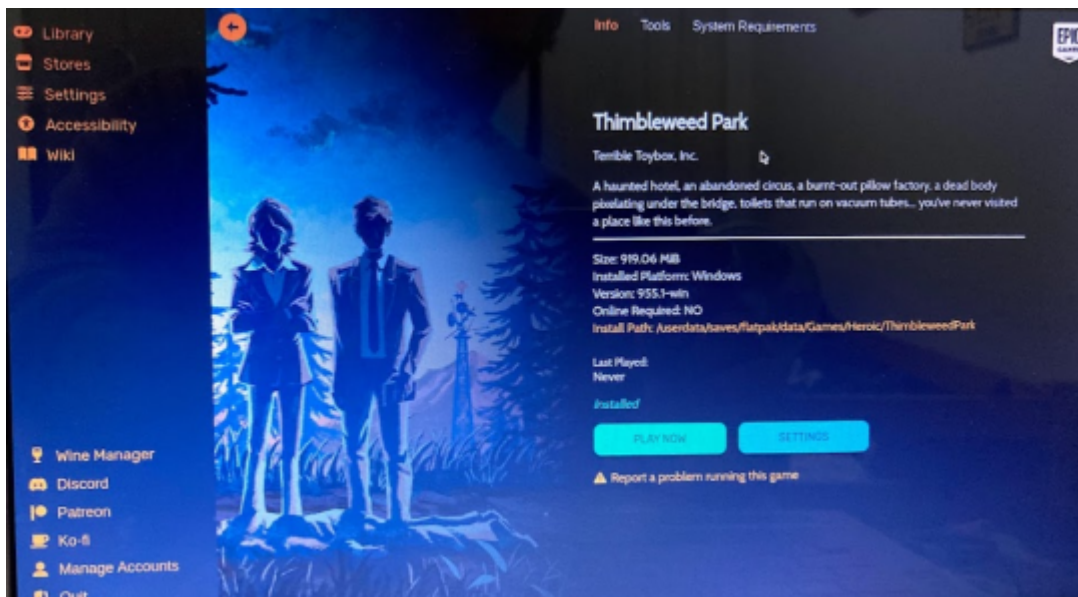 Library
Stores
Settings
Accessibility
Wiki
Wine Manager
Discord
Patreon
Ko-fi
Manage Accounts
Quit
Info Tools System Requirements
EPIC
GAMES
Thimbleweed Park
Terrible Toybox, Inc.
A haunted hotel, an abandoned circus, a burnt-out pillow factory, a dead body
pixelating under the bridge, toilets that run on vacuum tubes... you've never visited
a place like this before.
Size: 919.06 MiB
Installed Platform: Windows
Version: 955.1-win
Online Required: NO
Install Path: /userdata/saves/flatpak/data/Games/Heroic/ThimbleweedPark
Last Played:
Never
Installed
PLAY NOW SETTINGS
Report a problem running this game